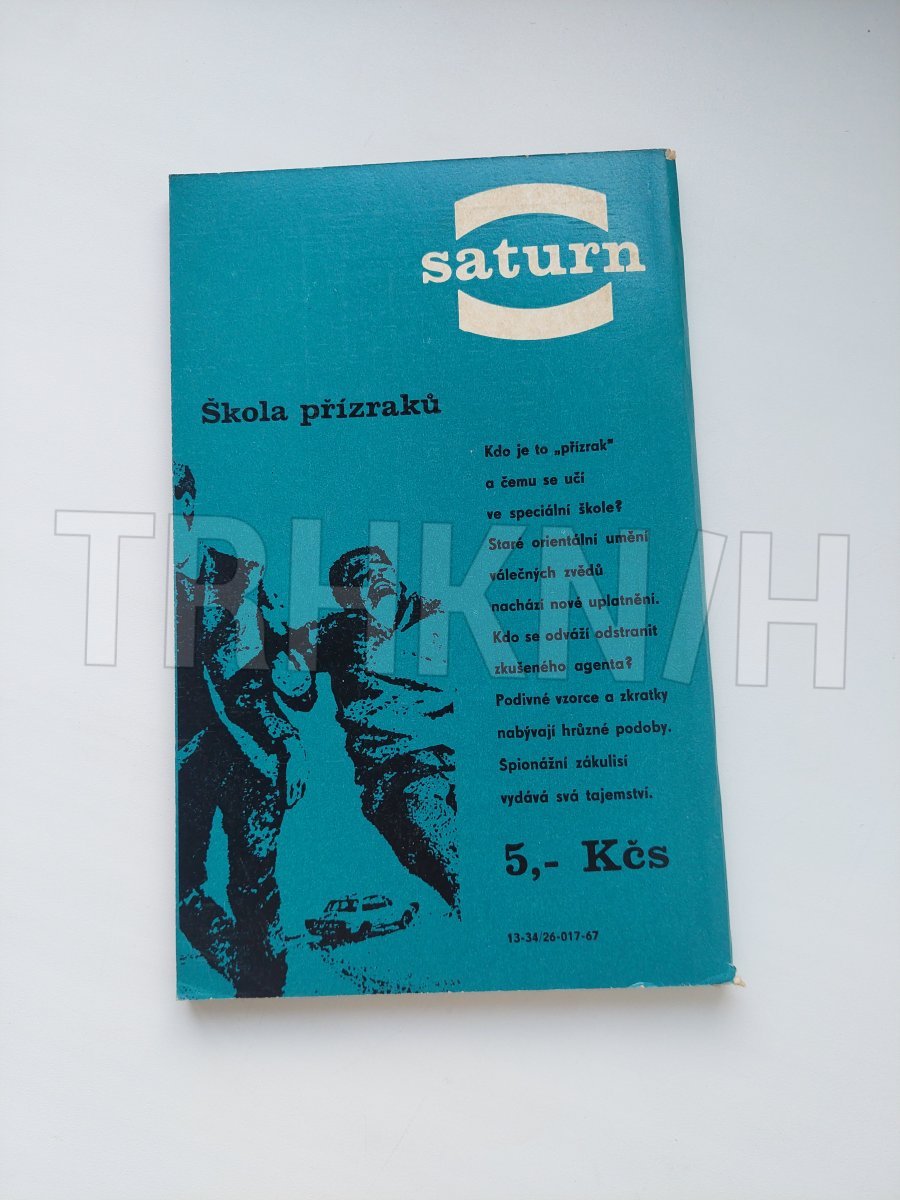 saturn
Škola přízraků
Kdo je to „přízrak"
a čemu se učí
ve speciální škole?
Staré orientální umění
válečných zvědů
nachází nové uplatnění.
Kdo se odváží odstranit
zkušeného agenta?
Podivné vzorce a zkratky
nabývají hrůzné podoby.
Spionážní zákulisí
vydává svá tajemství.
5,- Kčs
13-34/26-017-67
TRHKN/H